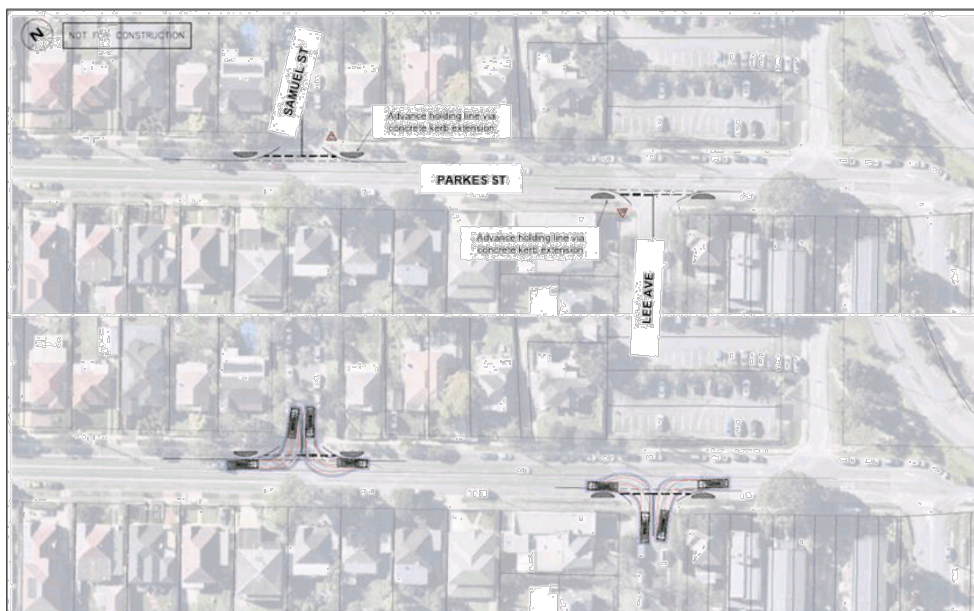 N
NOT F   CONSTRUCTION
SAMUEL ST
Advance holding line via
concrete kerb extension
PARKES ST
Advance holding line via
concrete kerb extension
LEE AVE